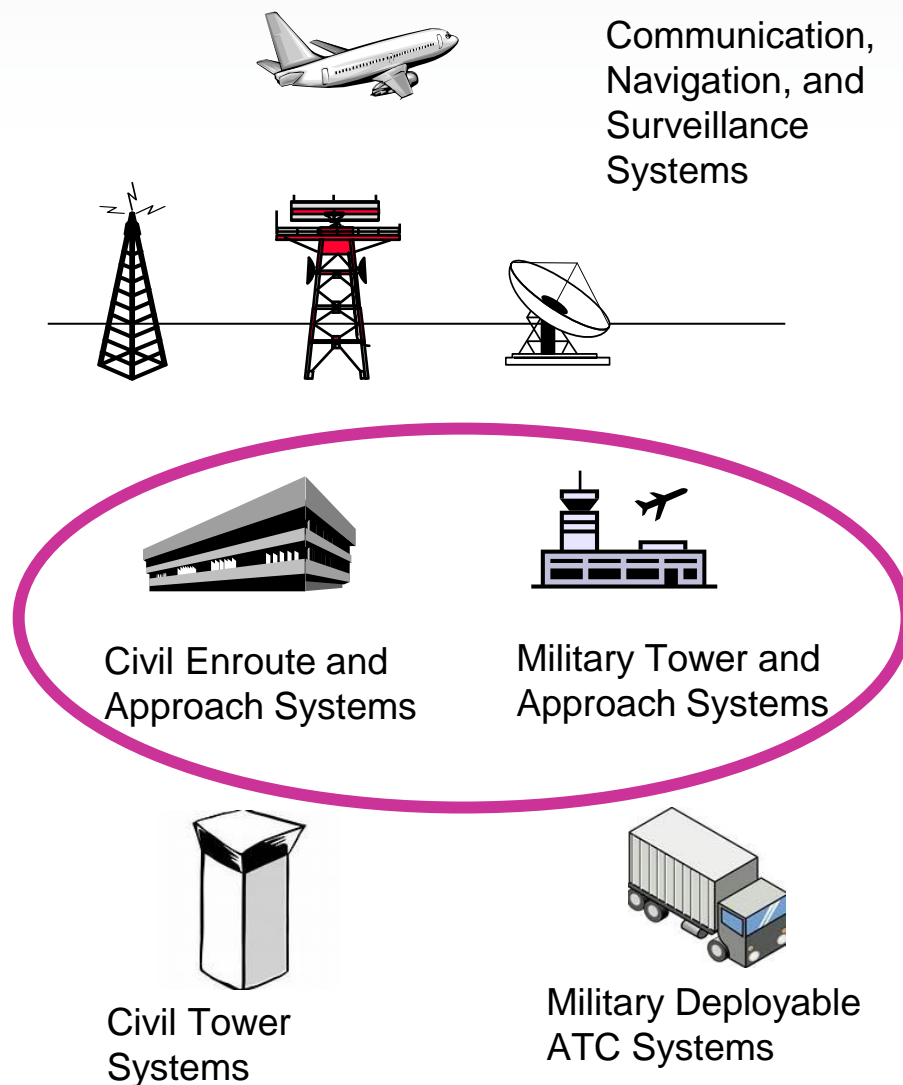 Communication,
Navigation, and
Surveillance
Systems
Civil Enroute and
Approach Systems
Military Tower and
Approach Systems
Civil Tower
Systems
Military Deployable
ATC Systems